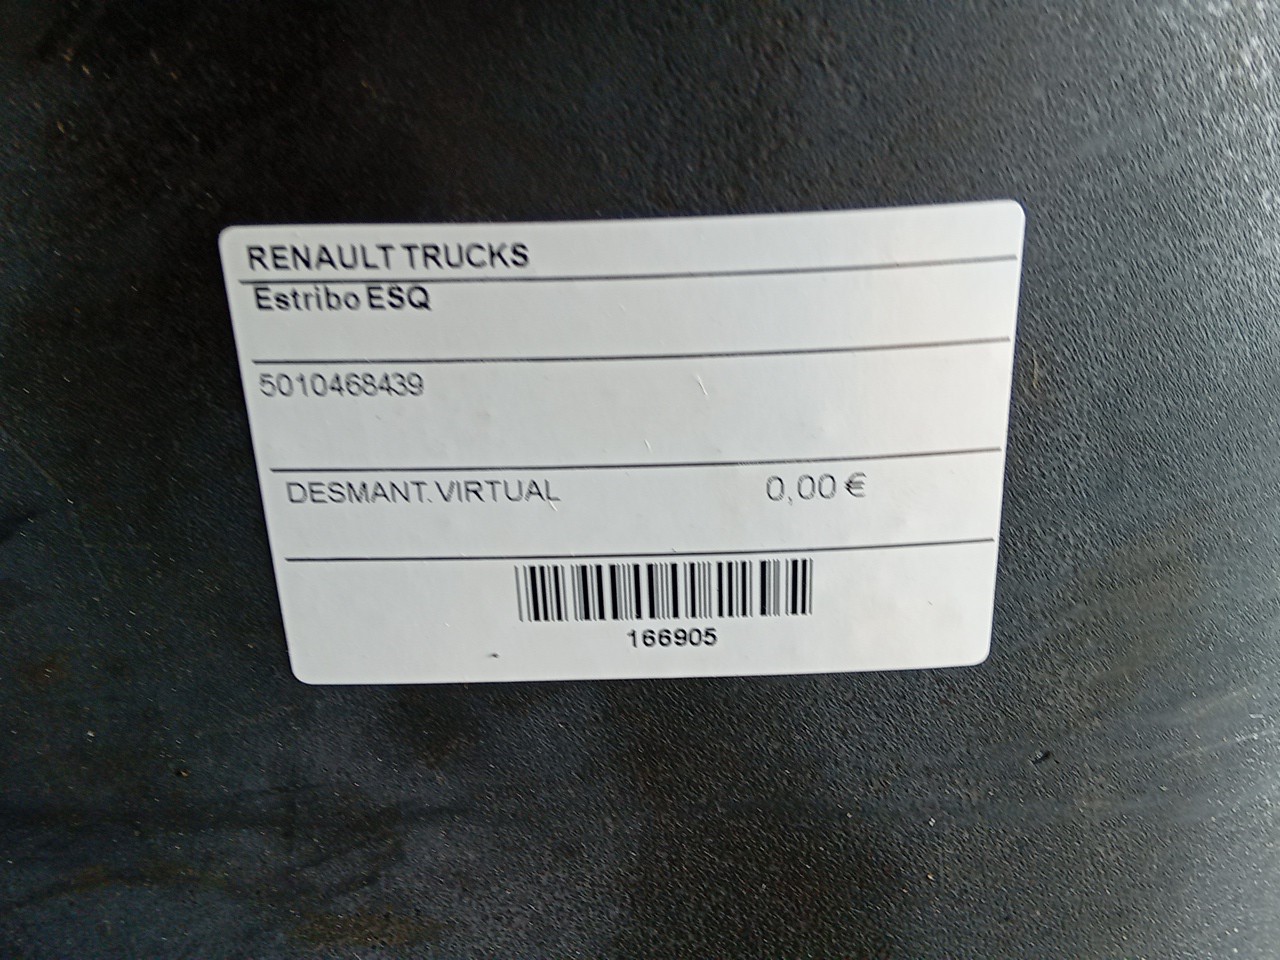 RENAULT TRUCKS
Estribo ESQ
5010468439
DESMANT. VIRTUAL 0,00 €
166905